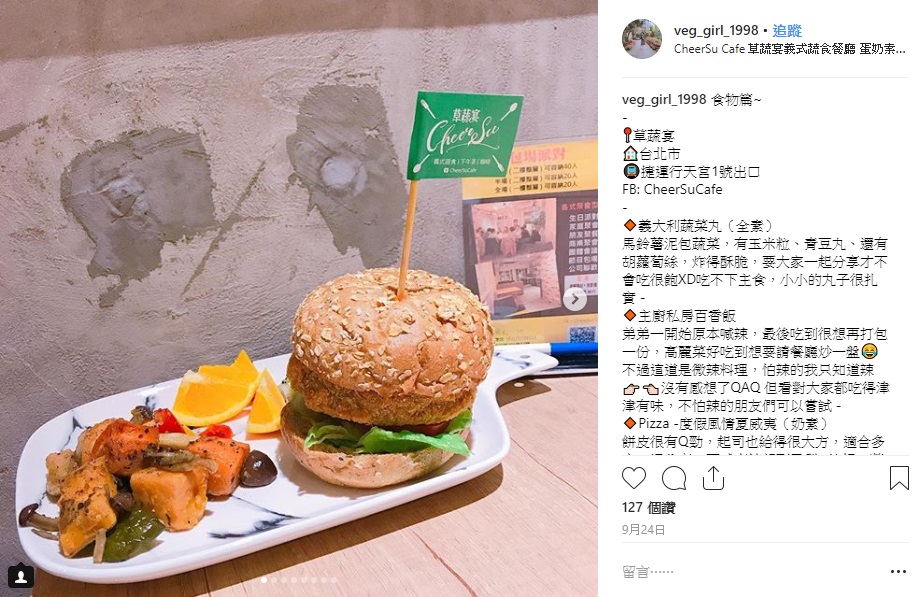 草蔬宴
CheerSu
義式蔬食|下午茶|咖啡
CheerSuCafe
veg_girl_1998 • 追蹤
CheerSu Cafe 草蔬宴義式蔬食餐廳 蛋奶素...
veg_girl_1998 食物篇~
-
📍草蔬宴
🏠台北市
🚇捷運行天宮1號出口
FB: CheerSuCafe
-
🔸義大利蔬菜丸（全素）
馬鈴薯泥包蔬菜，有玉米粒、青豆丸、還有
胡蘿蔔絲，炸得酥脆，要大家一起分享才不
會吃很飽XD吃不下主食，小小的丸子很扎
實 -
🔸主廚私房百香飯
弟弟一開始原本喊辣，最後吃到很想再打包
一份，高麗菜好吃到想要請餐廳炒一盤😂
不過這道是微辣料理，怕辣的我只知道辣
👉👈沒有感想了QAQ 但看對大家都吃得津
津有味，不怕辣的朋友們可以嘗試 -
🔸Pizza -度假風情夏威夷（奶素）
餅皮很有Q勁，起司也給得很大方，適合多
127 個讚
9月24日
留言……